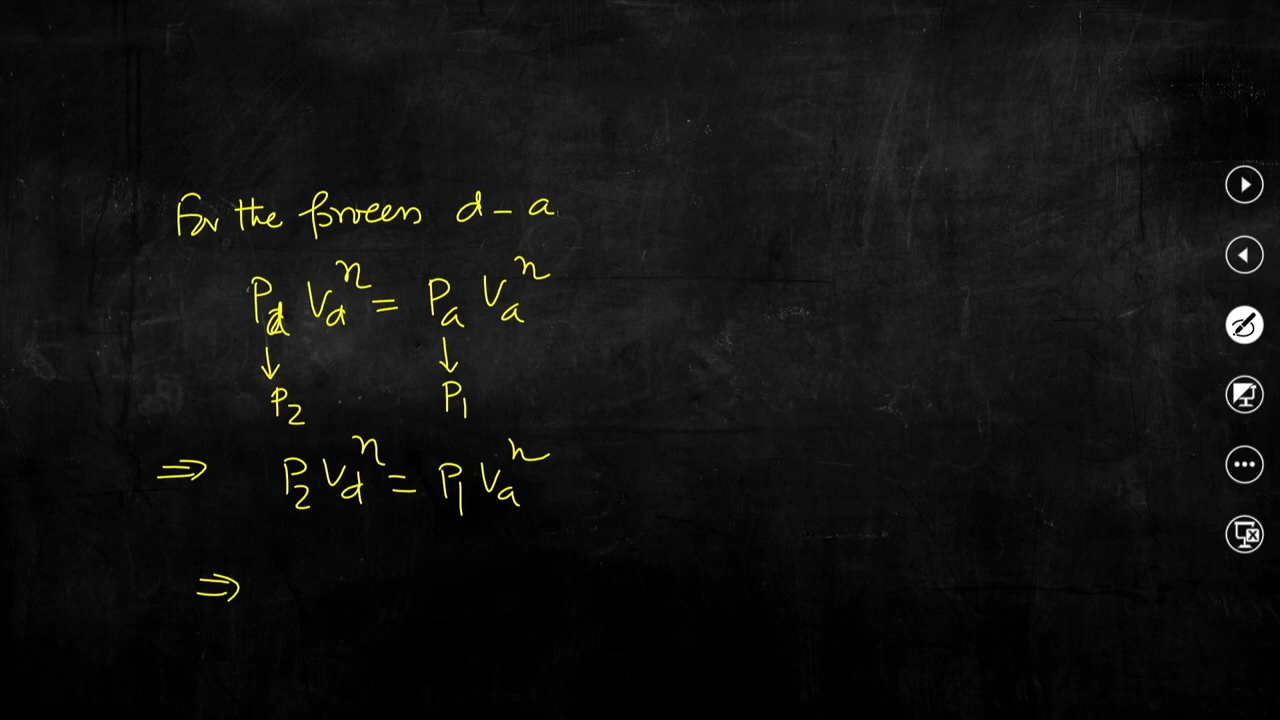 For the process d - a
P_d V_d^n = P_a V_a^n
↓ ↓
P_2 P_1
⇒ P_2 V_d^n = P_1 V_a^n
⇒